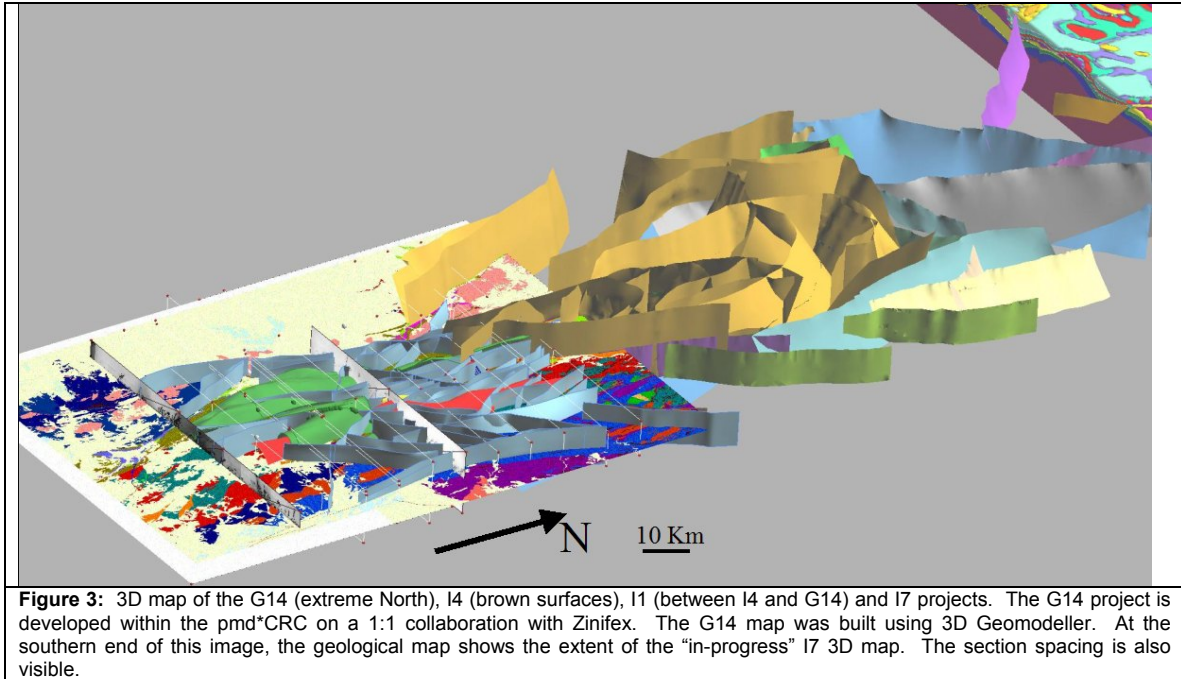 N
10 Km
Figure 3: 3D map of the G14 (extreme North), I4 (brown surfaces), I1 (between I4 and G14) and I7 projects. The G14 project is
developed within the pmd*CRC on a 1:1 collaboration with Zinifex. The G14 map was built using 3D Geomodeller. At the
southern end of this image, the geological map shows the extent of the “in-progress” I7 3D map. The section spacing is also
visible.